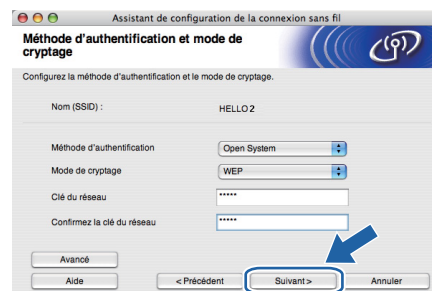 Assistant de configuration de la connexion sans fil
Méthode d'authentification et mode de
cryptage
Configurez la méthode d'authentification et le mode de cryptage.
Nom (SSID) :
HELLO 2
Méthode d'authentification
Open System
Mode de cryptage
WEP
Clé du réseau
*****
Confirmez la clé du réseau
*****
Avancé
Aide
< Précédent
Suivant >
Annuler